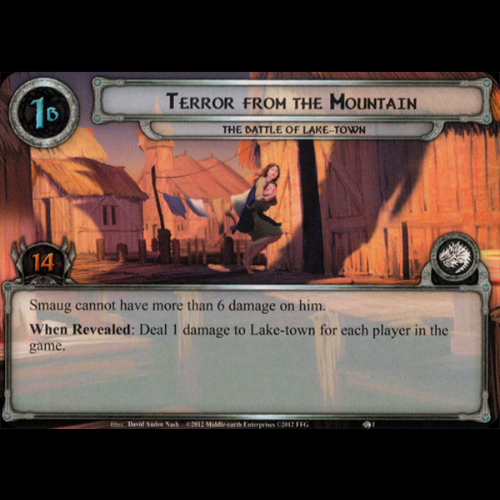 1B
TERROR FROM THE MOUNTAIN
THE BATTLE OF LAKE-TOWN
14
Smaug cannot have more than 6 damage on him.
When Revealed: Deal 1 damage to Lake-town for each player in the
game.
Illus. David Auden Nash ©2012 Middle-earth Enterprises ©2012 FFG 1